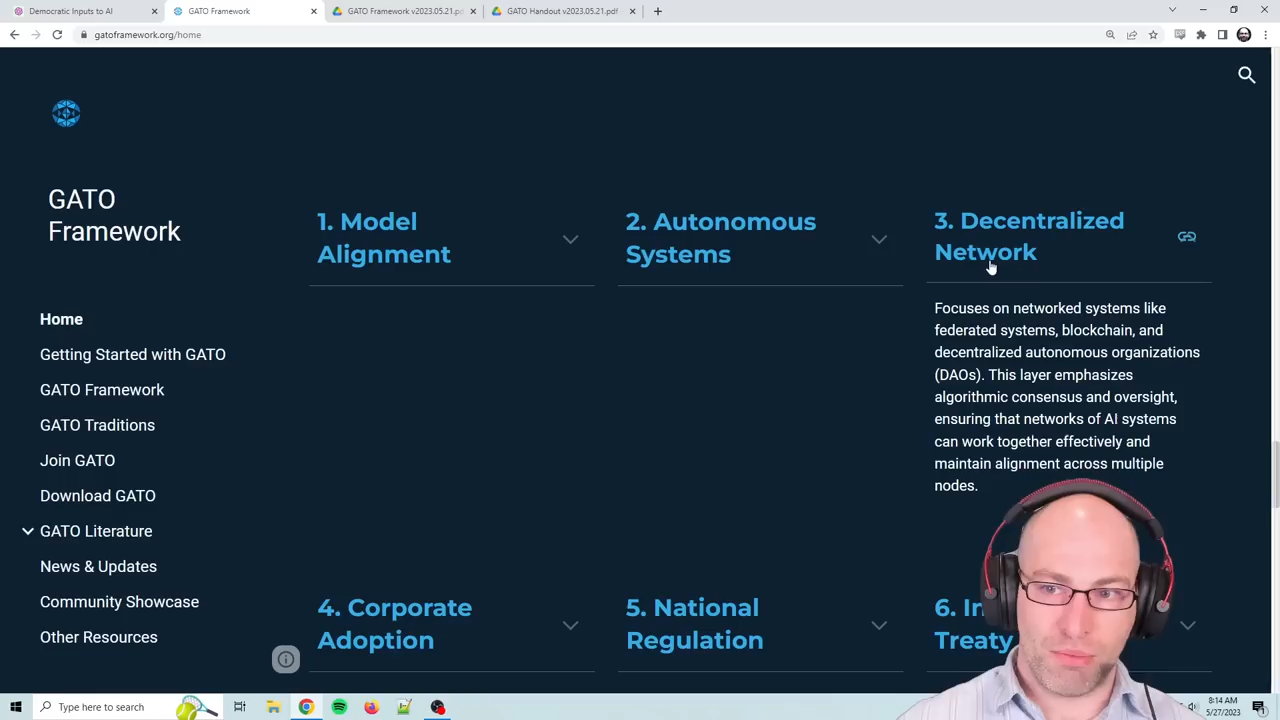 Democratic Inputs to AI
GATO Framework
GATO Framework v2023.05.21.pdf
GATO Handout v2023.05.21.pdf
gatoframework.org/home
GATO
Framework
Home
Getting Started with GATO
GATO Framework
GATO Traditions
Join GATO
Download GATO
GATO Literature
News & Updates
Community Showcase
Other Resources
1. Model
Alignment
2. Autonomous
Systems
3. Decentralized
Network
Focuses on networked systems like
federated systems, blockchain, and
decentralized autonomous organizations
(DAOs). This layer emphasizes
algorithmic consensus and oversight,
ensuring that networks of AI systems
can work together effectively and
maintain alignment across multiple
nodes.
4. Corporate
Adoption
5. National
Regulation
6.
Treaty
Type here to search
8:14 AM
5/27/2023